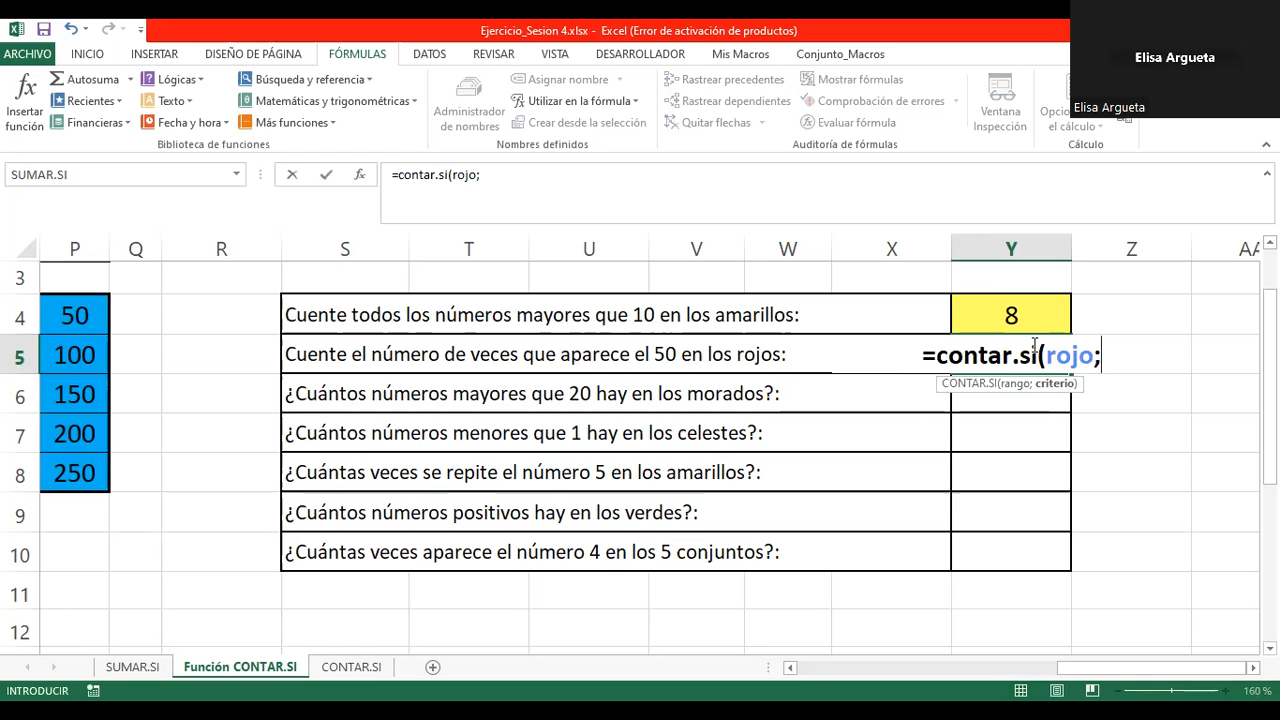 Ejercicio_Sesion 4.xlsx - Excel (Error de activación de productos)
Elisa Argueta
Elisa Argueta
ARCHIVO INICIO INSERTAR DISEÑO DE PÁGINA FÓRMULAS DATOS REVISAR VISTA DESARROLLADOR Mis Macros Conjunto_Macros
Insertar función
Autosuma
Recientes
Financieras
Lógicas
Texto
Fecha y hora
Búsqueda y referencia
Matemáticas y trigonométricas
Más funciones
Biblioteca de funciones
Administrador de nombres
Asignar nombre
Utilizar en la fórmula
Crear desde la selección
Nombres definidos
Rastrear precedentes
Rastrear dependientes
Quitar flechas
Mostrar fórmulas
Comprobación de errores
Evaluar fórmula
Auditoría de fórmulas
Ventana Inspección
el cálculo
Cálculo
SUMAR.SI fx =contar.si(rojo;
P Q R S T U V W X Y Z AA
3
4 50 Cuente todos los números mayores que 10 en los amarillos: 8
5 100 Cuente el número de veces que aparece el 50 en los rojos: =contar.si(rojo;
CONTAR.SI(rango; criterio)
6 150 ¿Cuántos números mayores que 20 hay en los morados?:
7 200 ¿Cuántos números menores que 1 hay en los celestes?:
8 250 ¿Cuántas veces se repite el número 5 en los amarillos?:
9 ¿Cuántos números positivos hay en los verdes?:
10 ¿Cuántas veces aparece el número 4 en los 5 conjuntos?:
11
12
SUMAR.SI Función CONTAR.SI CONTAR.SI
INTRODUCIR 160 %